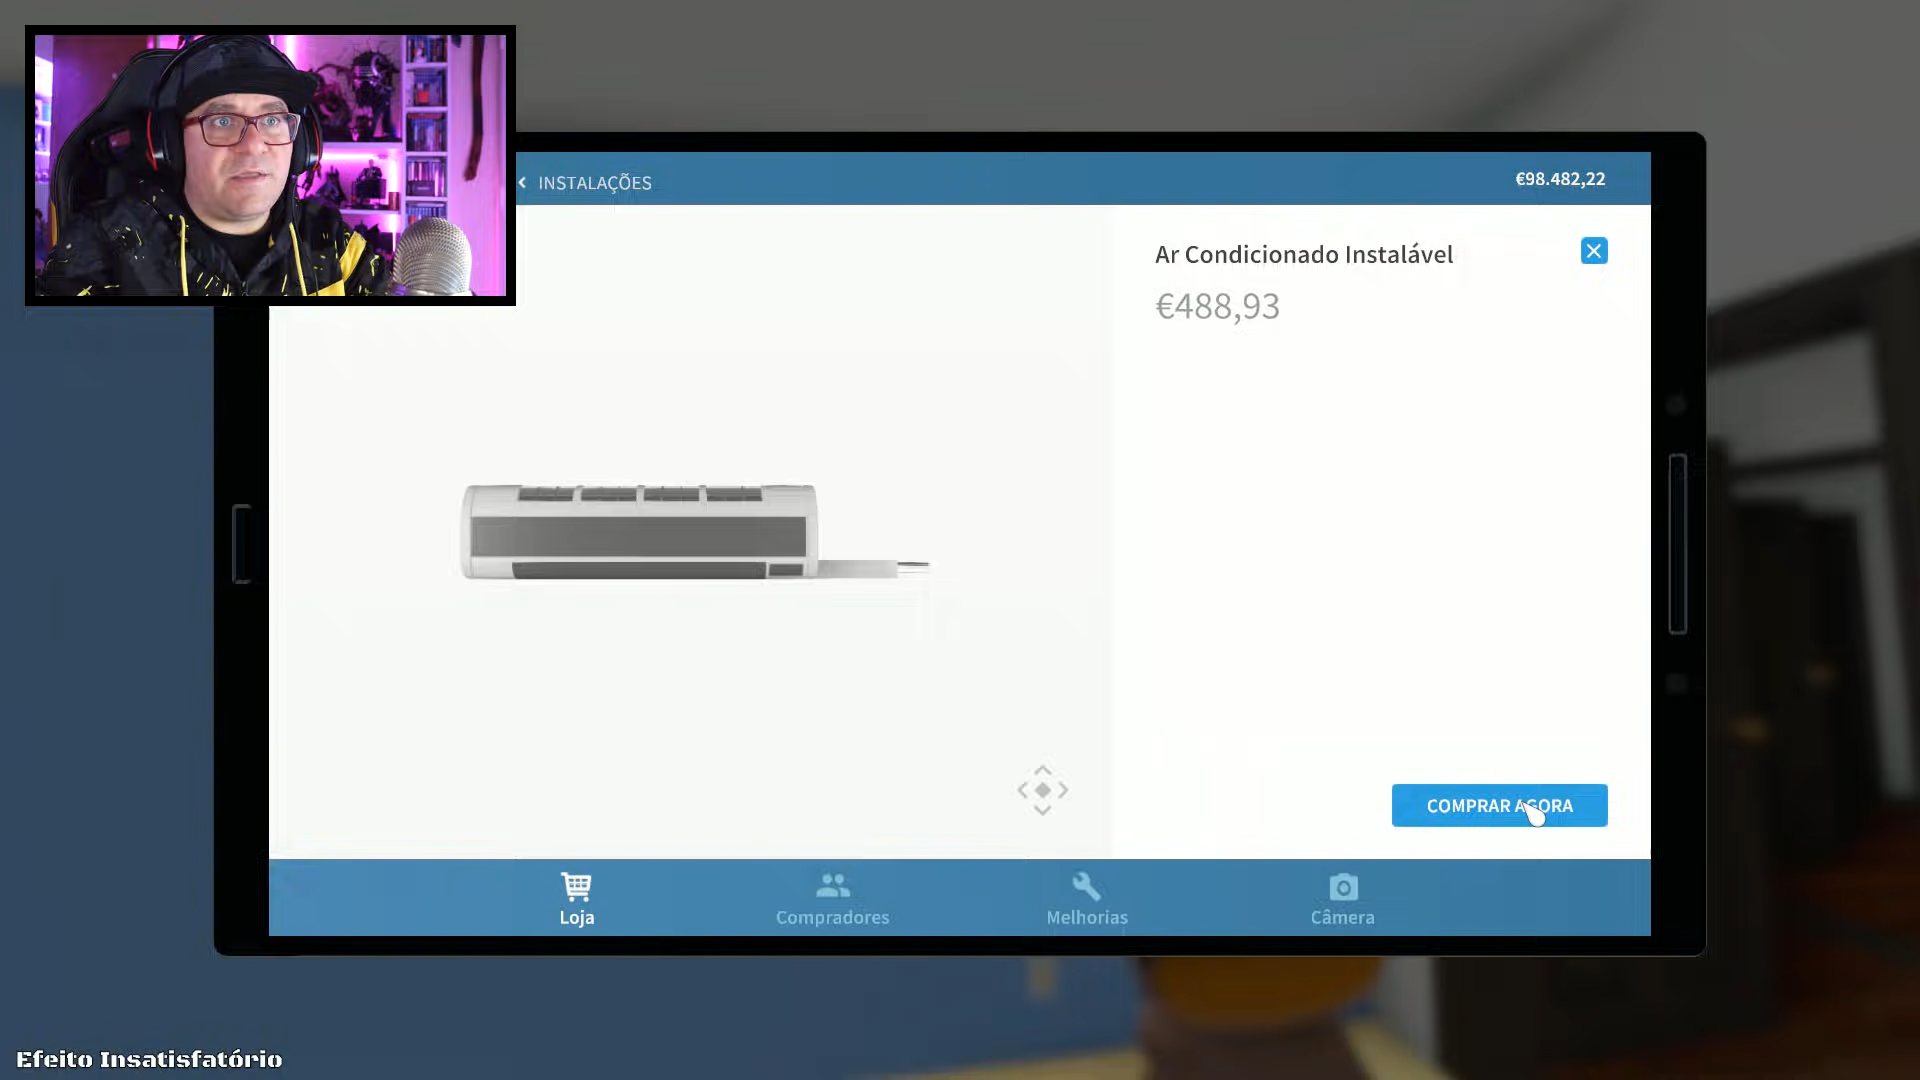 INSTALAÇÕES
€98.482,22
Ar Condicionado Instalável
€488,93
COMPRAR AGORA
Loja
Compradores
Melhorias
Câmera
Efeito Insatisfatório